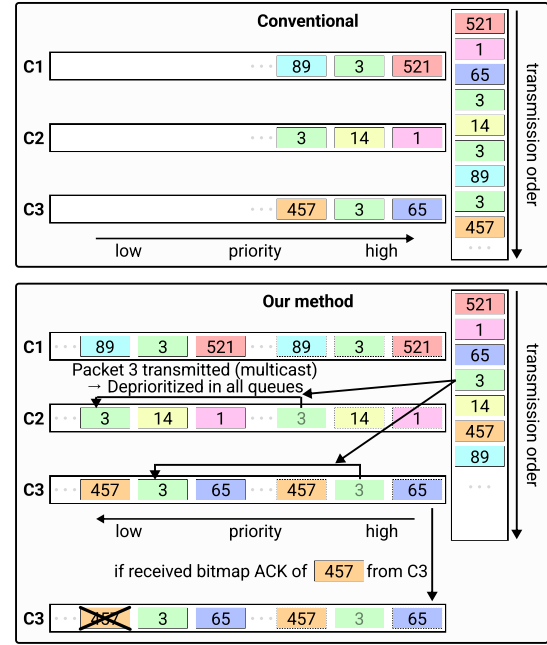 Conventional
C1 ··· 89 3 521
C2 ··· 3 14 1
C3 ··· 457 3 65
low priority high
521
1
65
3
14
3
89
3
457
···
transmission order
Our method
C1 ··· 89 3 521 ··· 89 3 521
Packet 3 transmitted (multicast)
→ Deprioritized in all queues
C2 ··· 3 14 1 ··· 3 14 1
C3 ··· 457 3 65 ··· 457 3 65
low priority high
521
1
65
3
14
457
89
···
transmission order
if received bitmap ACK of 457 from C3
C3 ··· 457 3 65 ··· 457 3 65